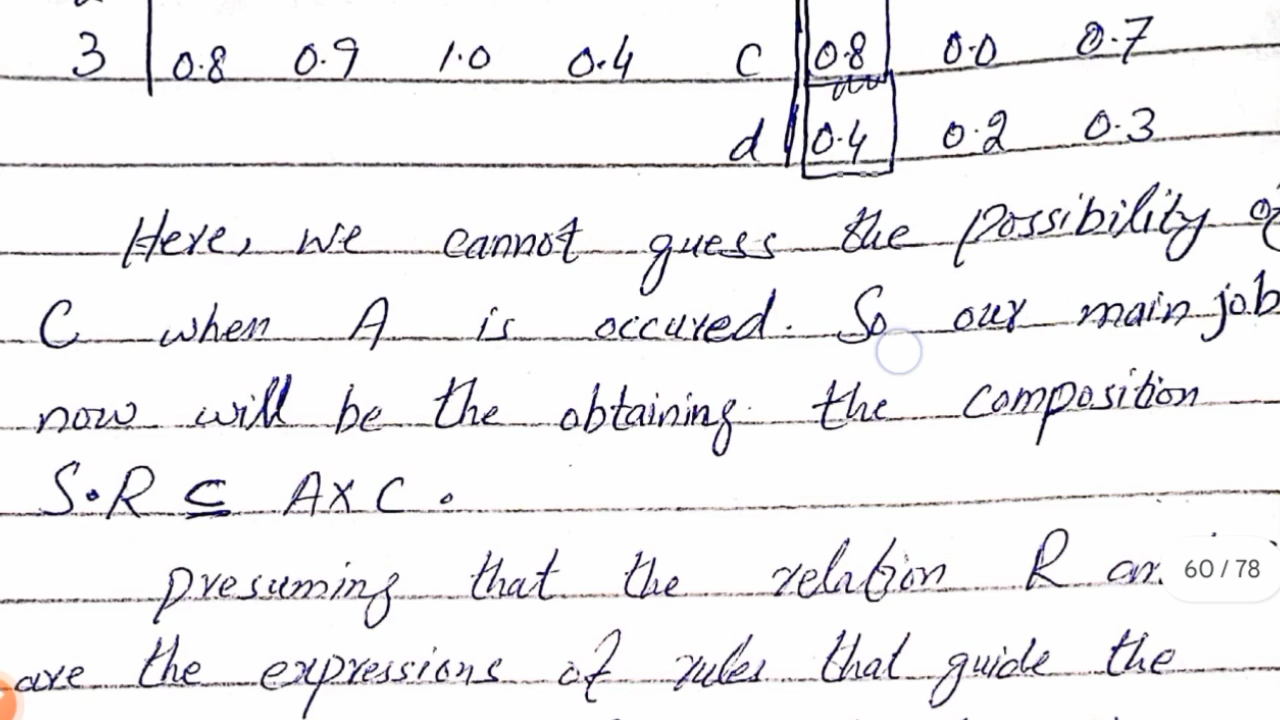 3 0.8 0.9 1.0 0.4 c 0.8 0.0 0.7
d 0.4 0.2 0.3
Here, we cannot guess the possibility of
C when A is occured. So our main job
now will be the obtaining the composition
S•R ⊆ A×C.
presuming that the relation R
60 / 78
are the expressions of rules that guide the